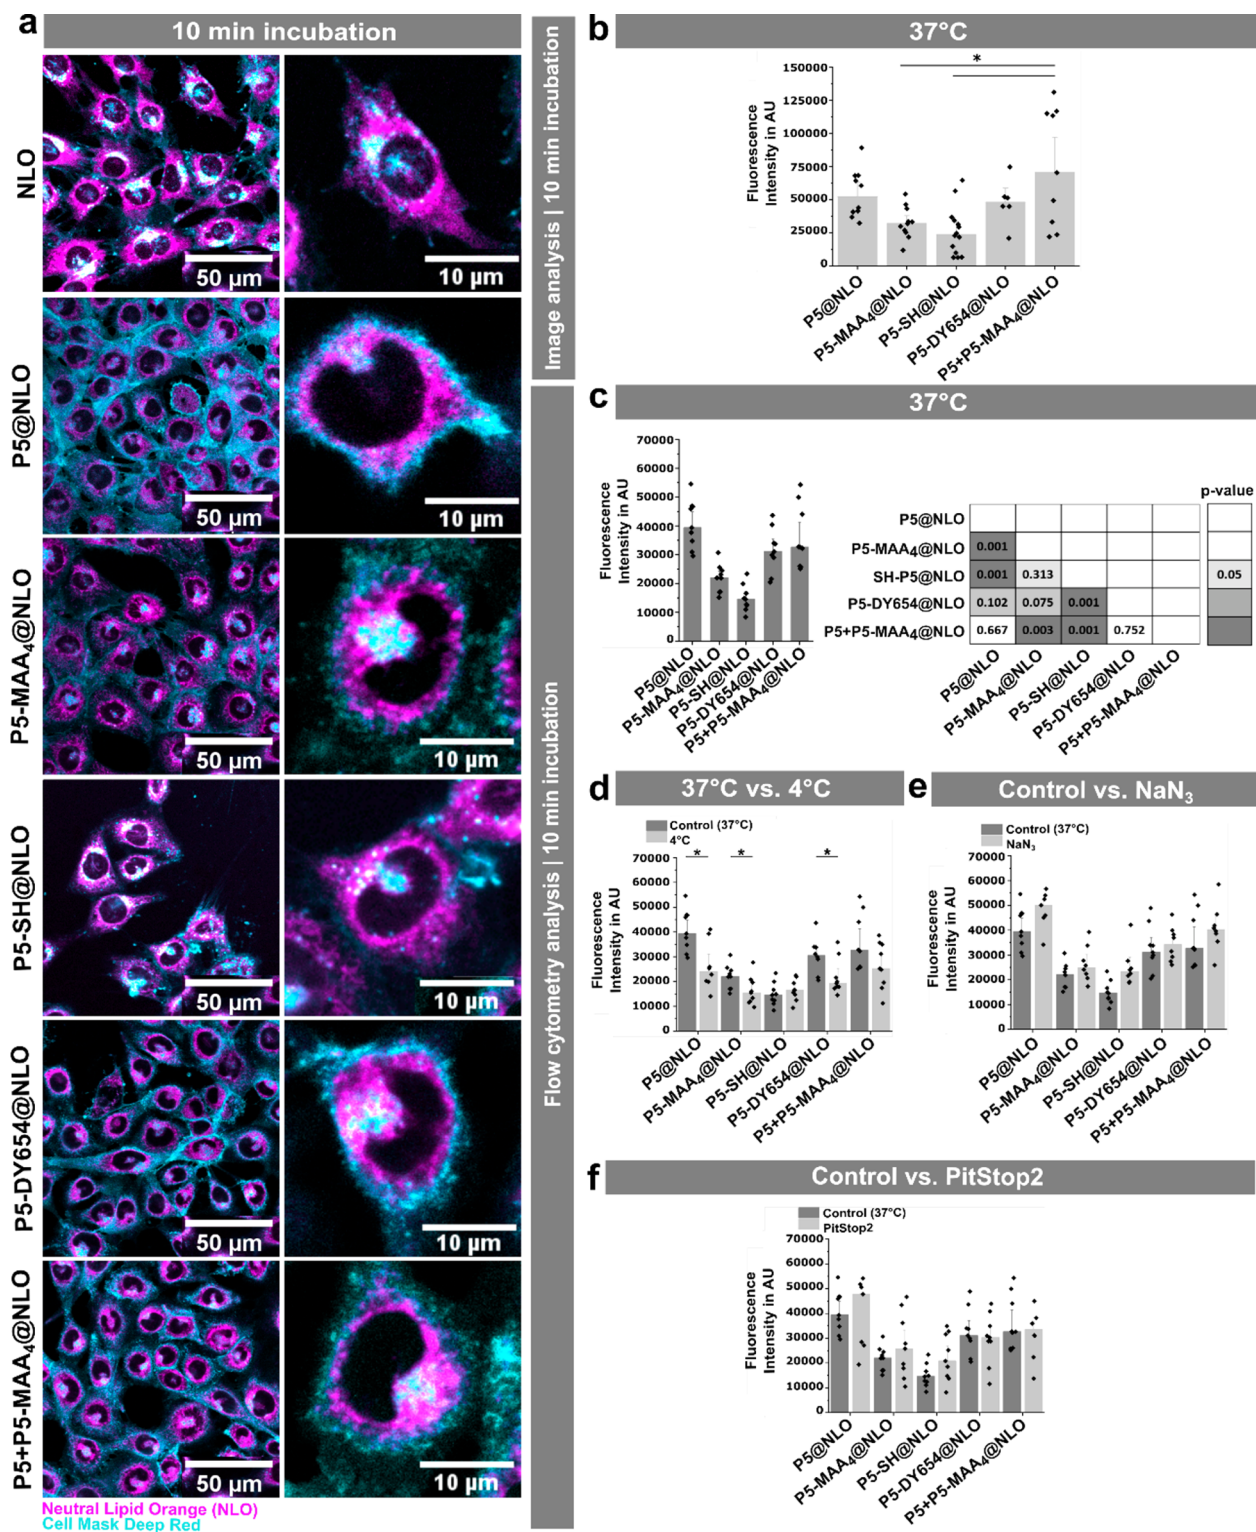 a
10 min incubation
NLO
50 µm
10 µm
P5@NLO
50 µm
10 µm
P5-MAA4@NLO
50 µm
10 µm
P5-SH@NLO
50 µm
10 µm
P5-DY654@NLO
50 µm
10 µm
P5+P5-MAA4@NLO
50 µm
10 µm
Neutral Lipid Orange (NLO)
Cell Mask Deep Red
Image analysis | 10 min incubation
Flow cytometry analysis | 10 min incubation
b
37°C
*
Fluorescence
Intensity in AU
150000
125000
100000
75000
50000
25000
0
P5@NLO
P5-MAA4@NLO
P5-SH@NLO
P5-DY654@NLO
P5+P5-MAA4@NLO
c
37°C
Fluorescence
Intensity in AU
70000
60000
50000
40000
30000
20000
10000
0
P5@NLO
P5-MAA4@NLO
P5-SH@NLO
P5-DY654@NLO
P5+P5-MAA4@NLO
p-value
P5@NLO
P5-MAA4@NLO 0.001
SH-P5@NLO 0.001 0.313 0.05
P5-DY654@NLO 0.102 0.075 0.001
P5+P5-MAA4@NLO 0.667 0.003 0.001 0.752
P5@NLO
P5-MAA4@NLO
P5-SH@NLO
P5-DY654@NLO
P5+P5-MAA4@NLO
d
37°C vs. 4°C
Control (37°C)
4°C
* * *
Fluorescence
Intensity in AU
70000
60000
50000
40000
30000
20000
10000
0
P5@NLO
P5-MAA4@NLO
P5-SH@NLO
P5-DY654@NLO
P5+P5-MAA4@NLO
e
Control vs. NaN3
Control (37°C)
NaN3
Fluorescence
Intensity in AU
70000
60000
50000
40000
30000
20000
10000
0
P5@NLO
P5-MAA4@NLO
P5-SH@NLO
P5-DY654@NLO
P5+P5-MAA4@NLO
f
Control vs. PitStop2
Control (37°C)
PitStop2
Fluorescence
Intensity in AU
70000
60000
50000
40000
30000
20000
10000
0
P5@NLO
P5-MAA4@NLO
P5-SH@NLO
P5-DY654@NLO
P5+P5-MAA4@NLO